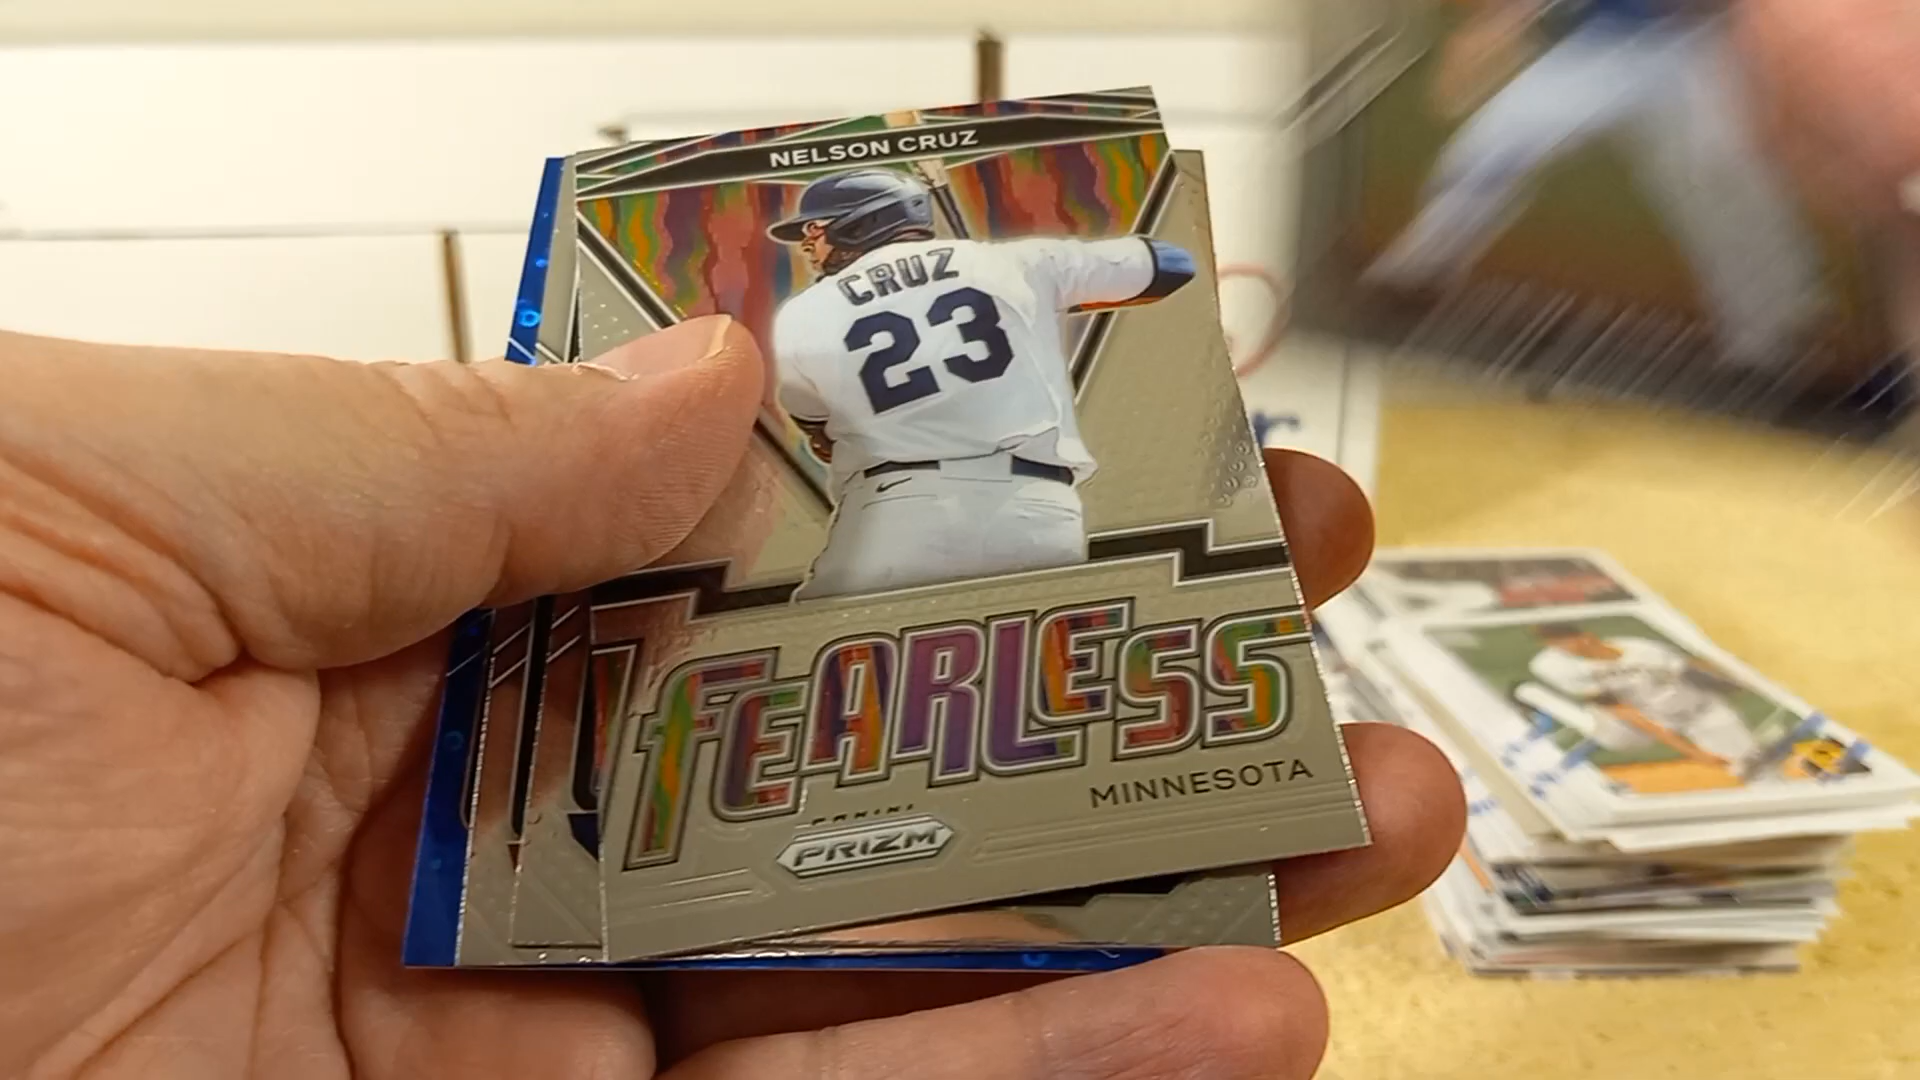 NELSON CRUZ
CRUZ
23
FEARLESS
MINNESOTA
PANINI
PRIZM